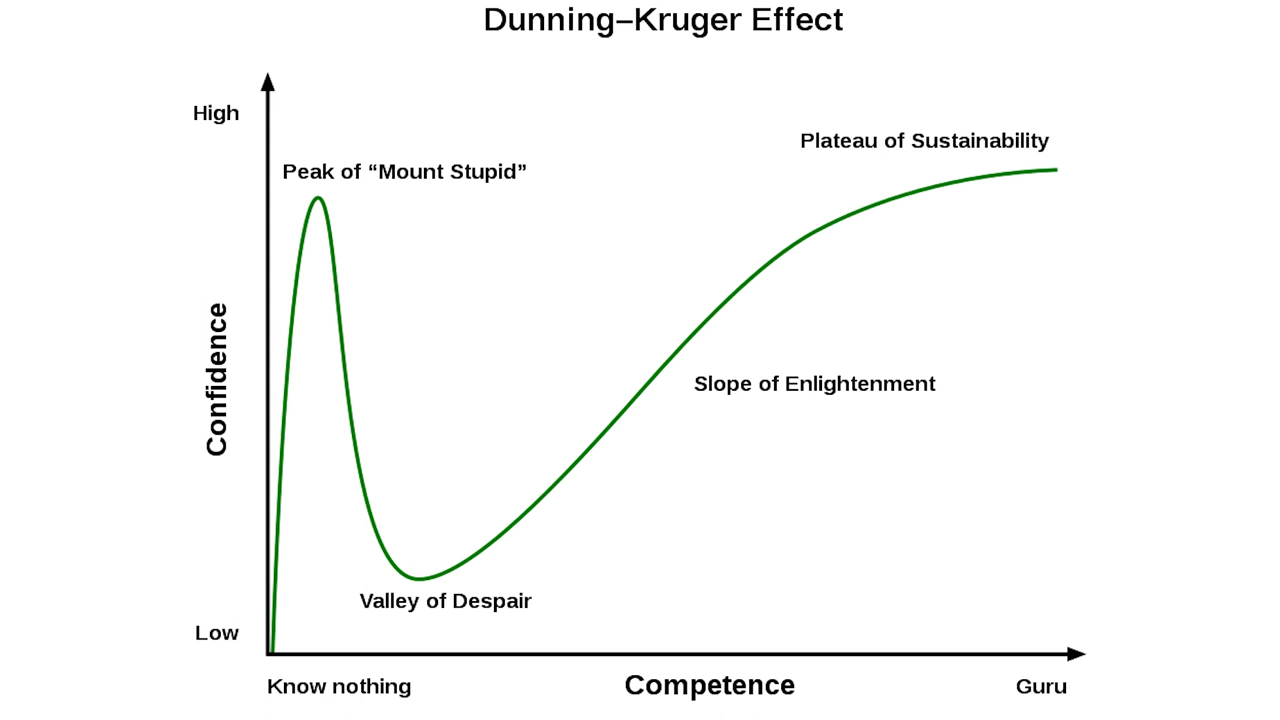 Dunning–Kruger Effect
High
Plateau of Sustainability
Peak of “Mount Stupid”
Confidence
Slope of Enlightenment
Valley of Despair
Low
Know nothing
Competence
Guru